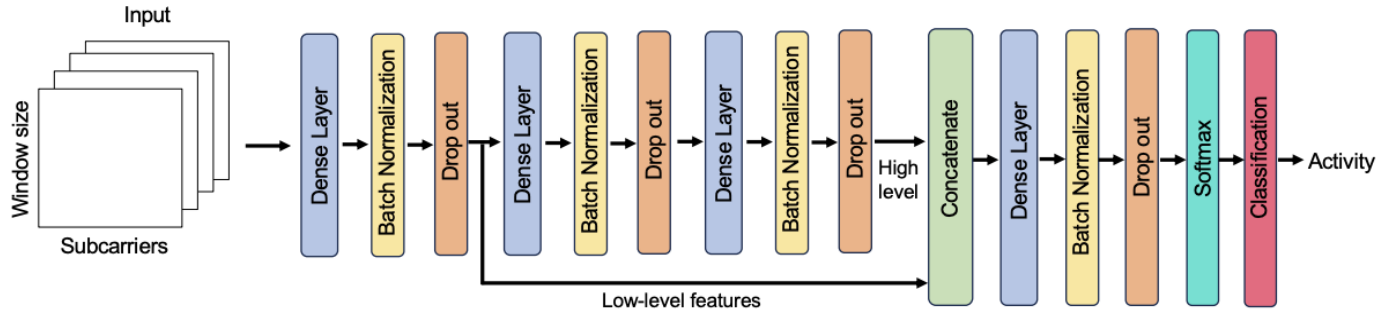 Input
Window size
Subcarriers
Dense Layer
Batch Normalization
Drop out
Dense Layer
Batch Normalization
Drop out
Dense Layer
Batch Normalization
Drop out
High
level
Low-level features
Concatenate
Dense Layer
Batch Normalization
Drop out
Softmax
Classification
Activity